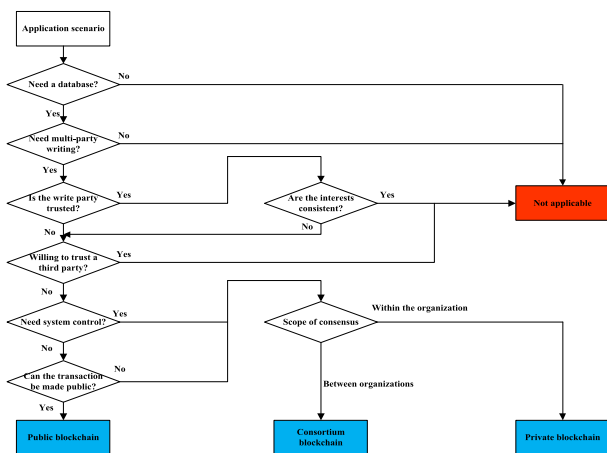 Application scenario
No
Need a database?
Yes
No
Need multi-party
writing?
Yes
Yes
Yes
Is the write party
trusted?
Are the interests
consistent?
Not applicable
No
No
Willing to trust a
third party?
Yes
No
Yes
Within the organization
Need system control?
Scope of consensus
No
No
Can the transaction
be made public?
Between organizations
Yes
Public blockchain
Consortium
blockchain
Private blockchain